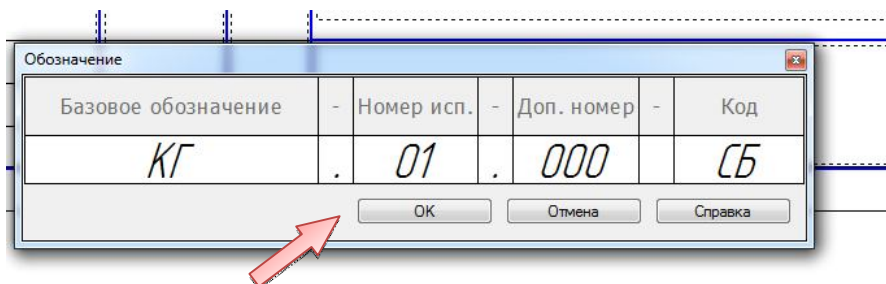 Обозначение
Базовое обозначение - Номер исп. - Доп. номер - Код
КГ . 01 . 000 СБ
OK Отмена Справка